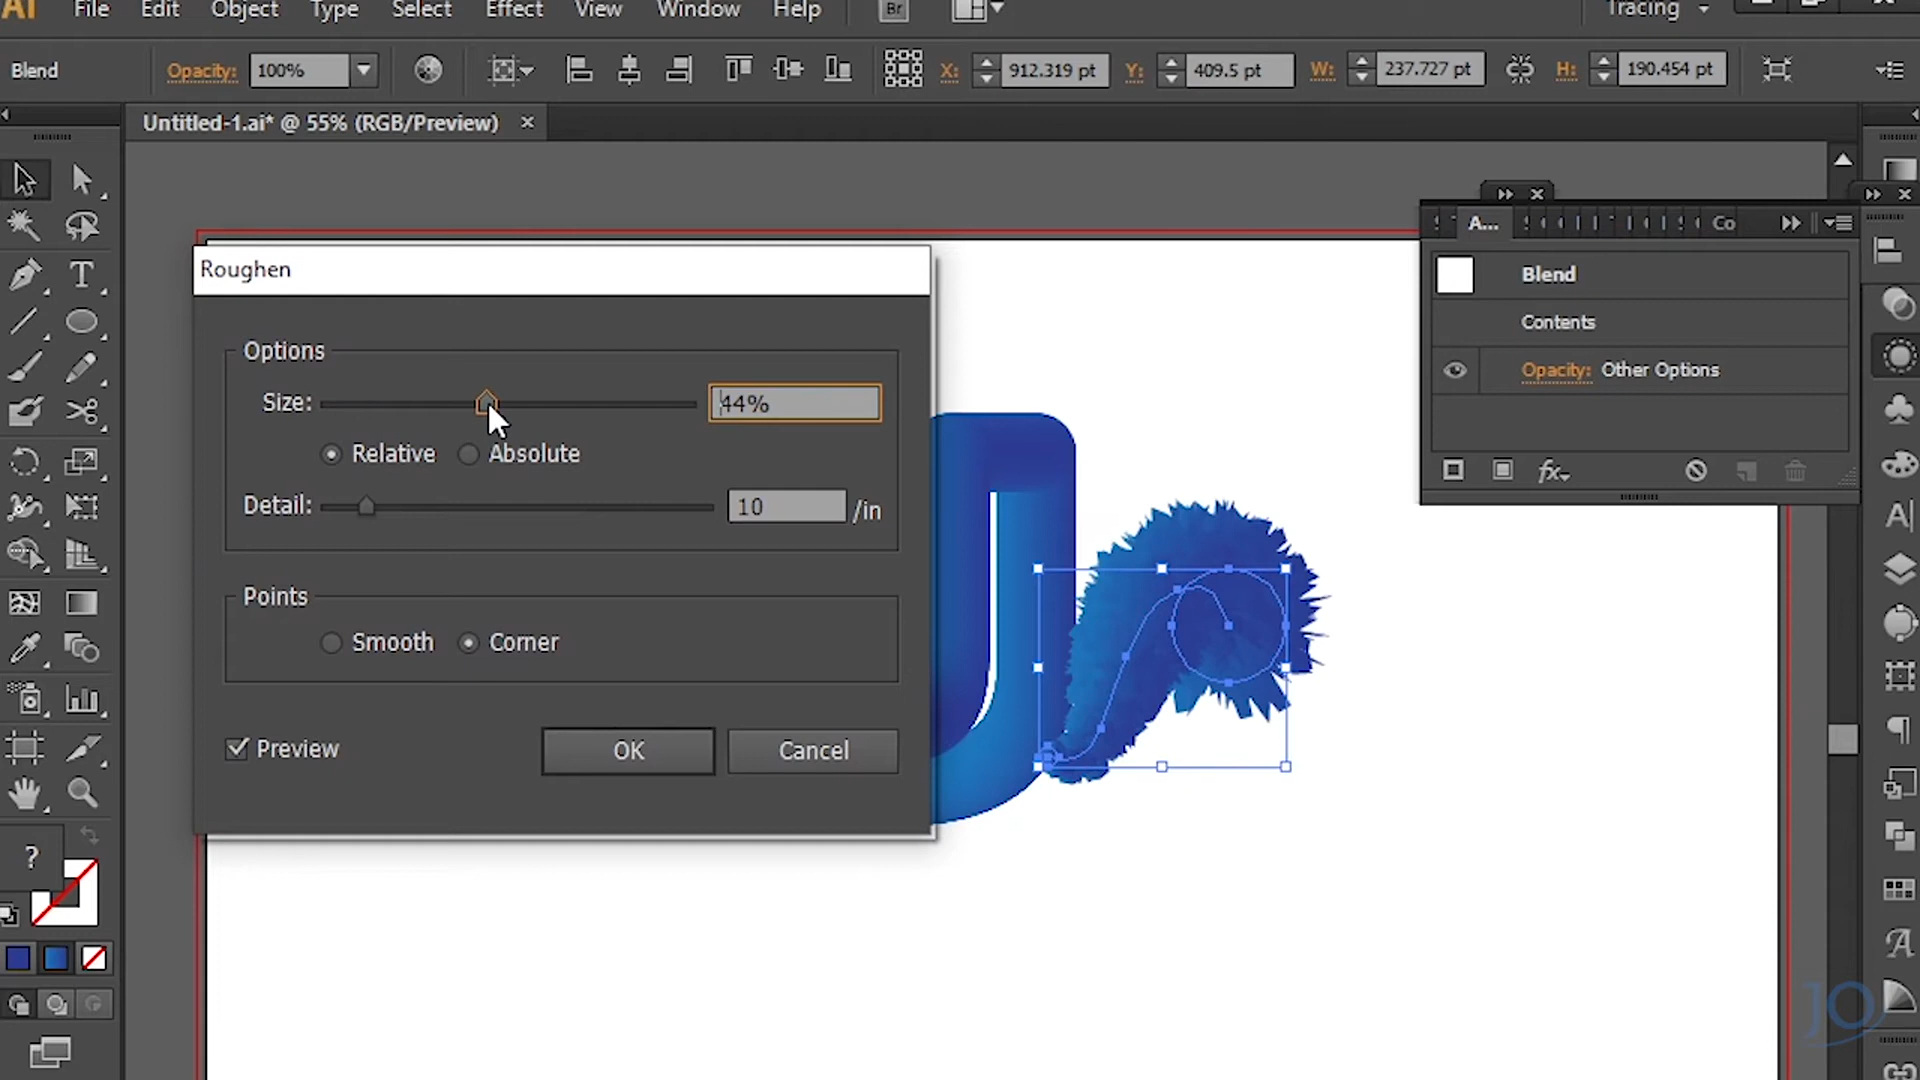 Ai File Edit Object Type Select Effect View Window Help Br Tracing
Blend Opacity: 100% X: 912.319 pt Y: 409.5 pt W: 237.727 pt H: 190.454 pt
Untitled-1.ai* @ 55% (RGB/Preview) ×
A... Co
Roughen
Blend
Options
Contents
Size: 44%
Opacity: Other Options
Relative Absolute
fx
Detail: 10 /in
Points
Smooth Corner
Preview OK Cancel
?
JO